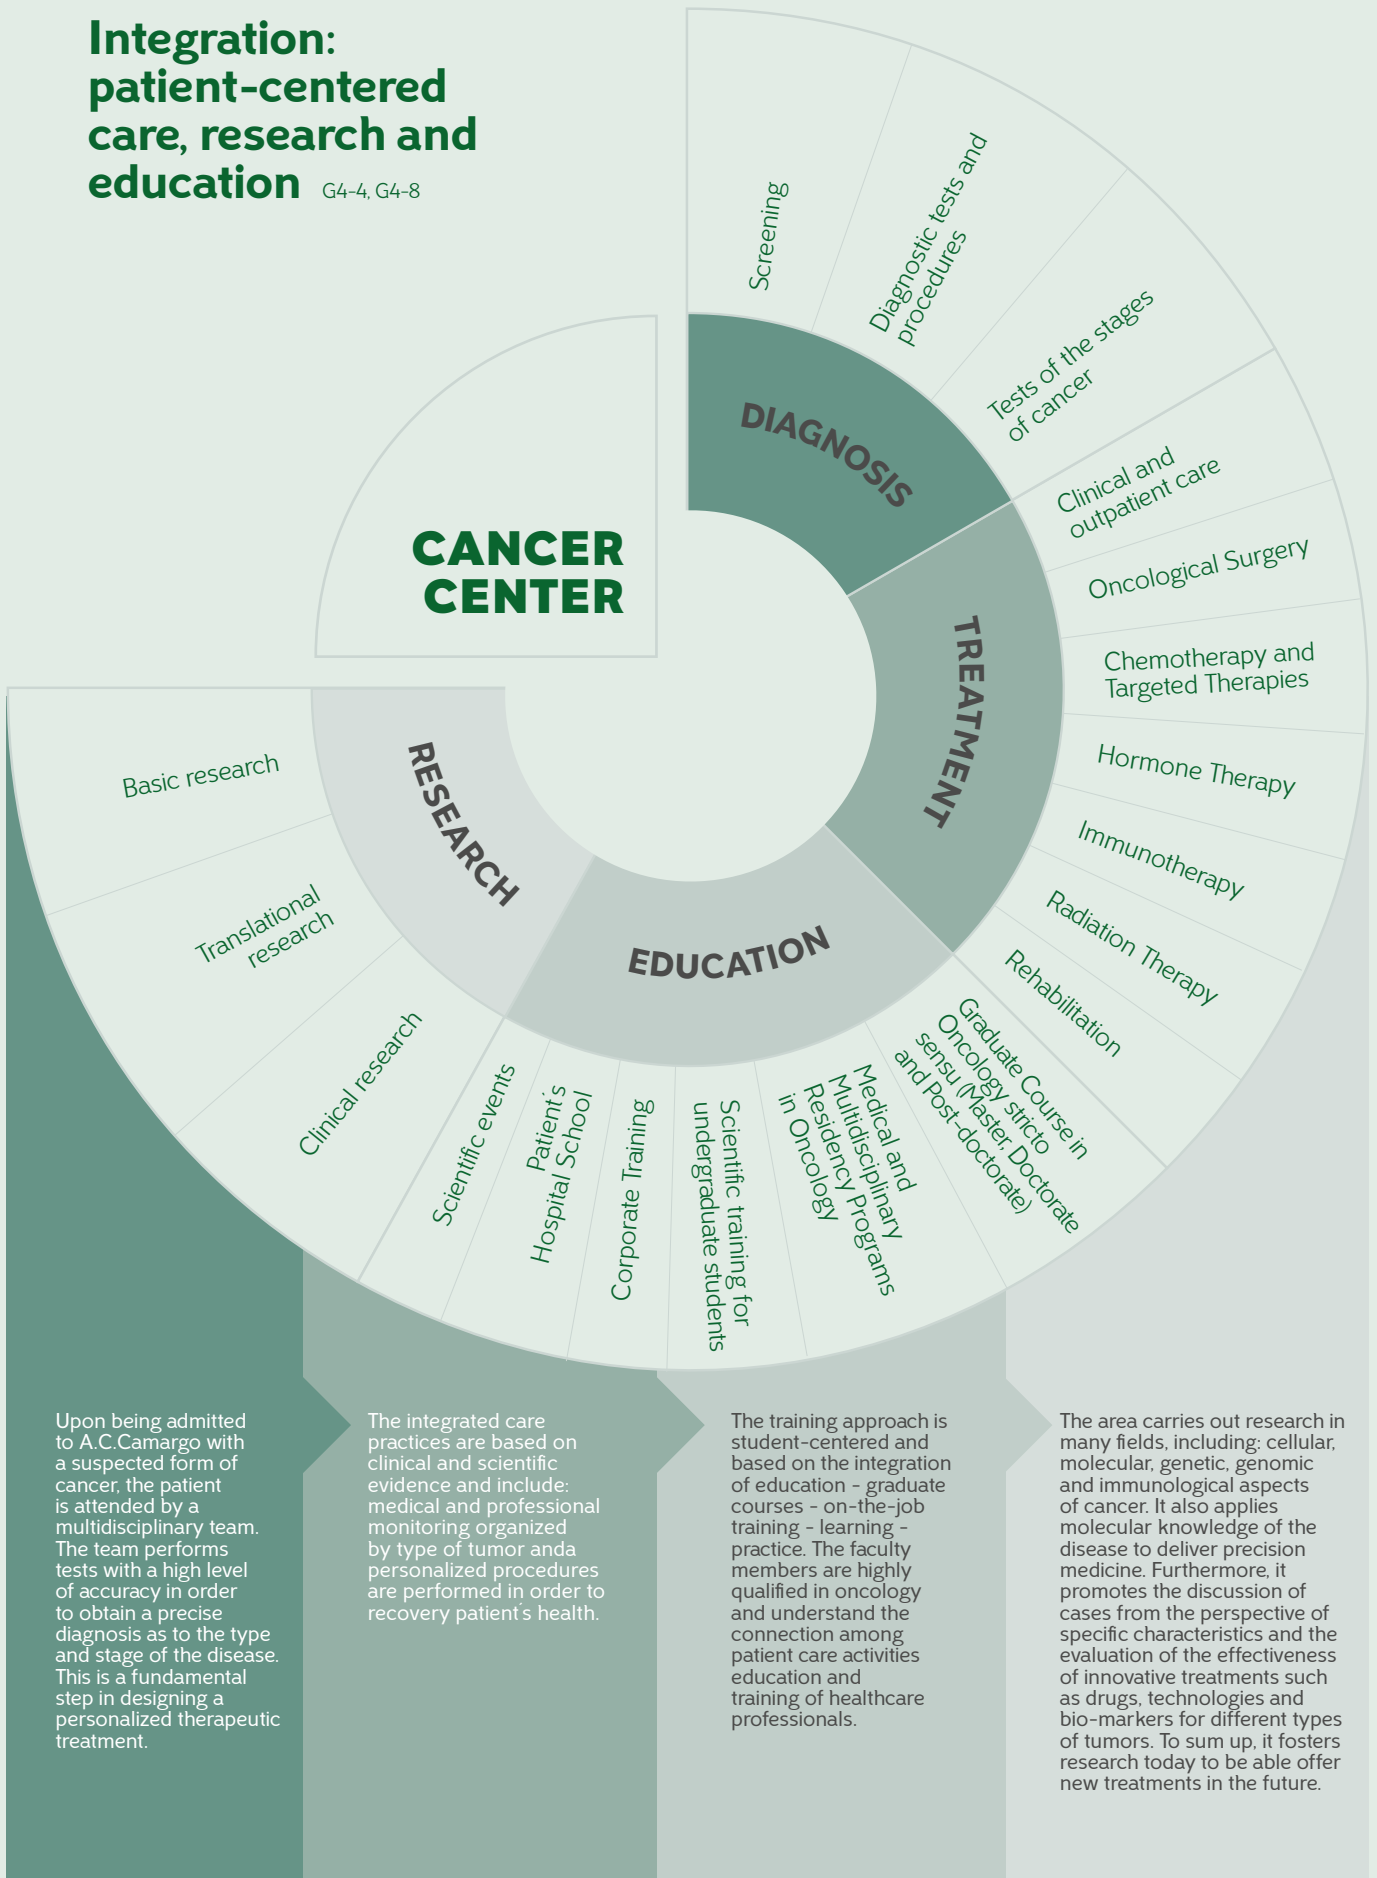 Integration:
patient-centered
care, research and
education G4-4, G4-8
CANCER
CENTER
DIAGNOSIS
Screening
Diagnostic tests and
procedures
Tests of the stages
of cancer
TREATMENT
Clinical and
outpatient care
Oncological Surgery
Chemotherapy and
Targeted Therapies
Hormone Therapy
Immunotherapy
Radiation Therapy
Rehabilitation
EDUCATION
Graduate Course in
Oncology stricto
sensu (Master, Doctorate
and Post-doctorate)
Medical and
Multidisciplinary
Residency Programs
in Oncology
Scientific training for
undergraduate students
Corporate Training
Patient´s
Hospital School
Scientific events
RESEARCH
Clinical research
Translational
research
Basic research
Upon being admitted
to A.C.Camargo with
a suspected form of
cancer, the patient
is attended by a
multidisciplinary team.
The team performs
tests with a high level
of accuracy in order
to obtain a precise
diagnosis as to the type
and stage of the disease.
This is a fundamental
step in designing a
personalized therapeutic
treatment.
The integrated care
practices are based on
clinical and scientific
evidence and include:
medical and professional
monitoring organized
by type of tumor anda
personalized procedures
are performed in order to
recovery patient´s health.
The training approach is
student-centered and
based on the integration
of education - graduate
courses - on-the-job
training - learning -
practice. The faculty
members are highly
qualified in oncology
and understand the
connection among
patient care activities
education and
training of healthcare
professionals.
The area carries out research in
many fields, including: cellular,
molecular, genetic, genomic
and immunological aspects
of cancer. It also applies
molecular knowledge of the
disease to deliver precision
medicine. Furthermore, it
promotes the discussion of
cases from the perspective of
specific characteristics and the
evaluation of the effectiveness
of innovative treatments such
as drugs, technologies and
bio-markers for different types
of tumors. To sum up, it fosters
research today to be able offer
new treatments in the future.